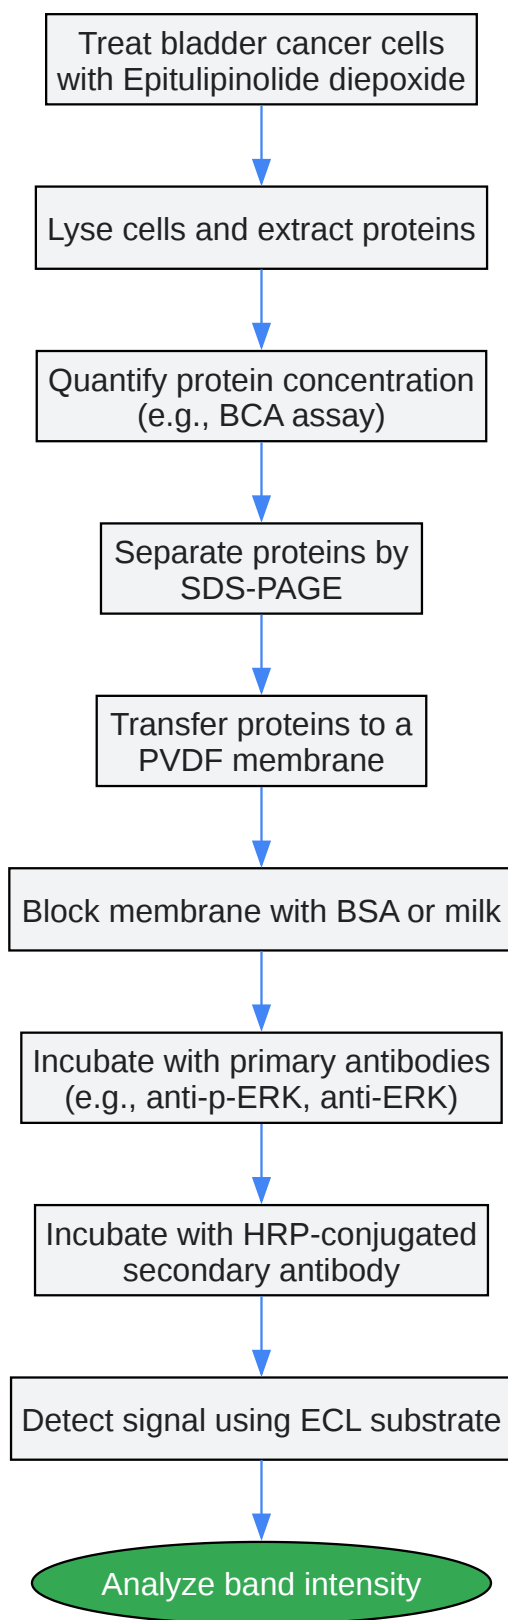 Treat bladder cancer cells
with Epitulipinolide diepoxide
Lyse cells and extract proteins
Quantify protein concentration
(e.g., BCA assay)
Separate proteins by
SDS-PAGE
Transfer proteins to a
PVDF membrane
Block membrane with BSA or milk
Incubate with primary antibodies
(e.g., anti-p-ERK, anti-ERK)
Incubate with HRP-conjugated
secondary antibody
Detect signal using ECL substrate
Analyze band intensity